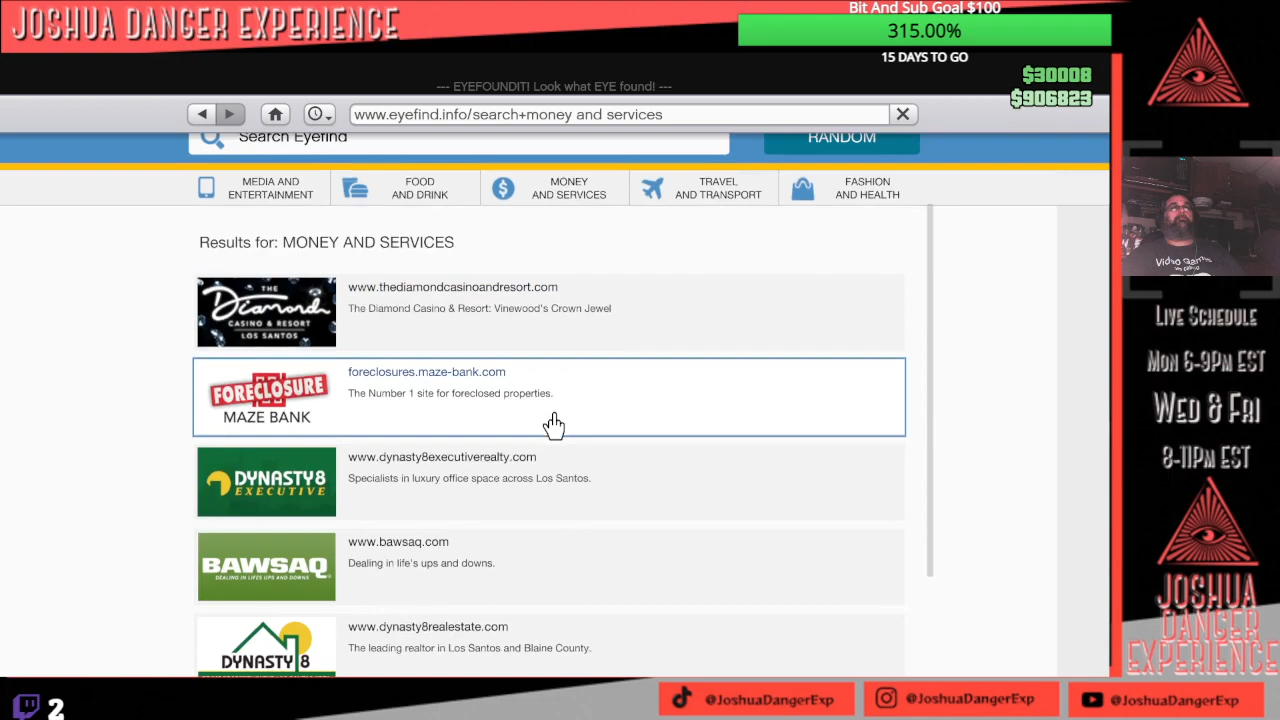 JOSHUA DANGER EXPERIENCE
Bit And Sub Goal $100
315.00%
15 DAYS TO GO
--- EYEFOUNDIT! Look what EYE found! ---
$30008
$906823
www.eyefind.info/search+money and services
Search Eyefind
RANDOM
MEDIA AND
ENTERTAINMENT
FOOD
AND DRINK
MONEY
AND SERVICES
TRAVEL
AND TRANSPORT
FASHION
AND HEALTH
Results for: MONEY AND SERVICES
THE
Diamond
CASINO & RESORT
LOS SANTOS
www.thediamondcasinoandresort.com
The Diamond Casino & Resort: Vinewood's Crown Jewel
FORECLOSURE
MAZE BANK
foreclosures.maze-bank.com
The Number 1 site for foreclosed properties.
DYNASTY8
EXECUTIVE
www.dynasty8executiverealty.com
Specialists in luxury office space across Los Santos.
BAWSAQ
DEALING IN LIFE'S UPS AND DOWNS
www.bawsaq.com
Dealing in life's ups and downs.
DYNASTY 8
www.dynasty8realestate.com
The leading realtor in Los Santos and Blaine County.
Video Games
Live Schedule
Mon 6-9pm EST
Wed & Fri
8-11pm EST
JOSHUA
DANGER
EXPERIENCE
2
@JoshuaDangerExp
@JoshuaDangerExp
@JoshuaDangerExp